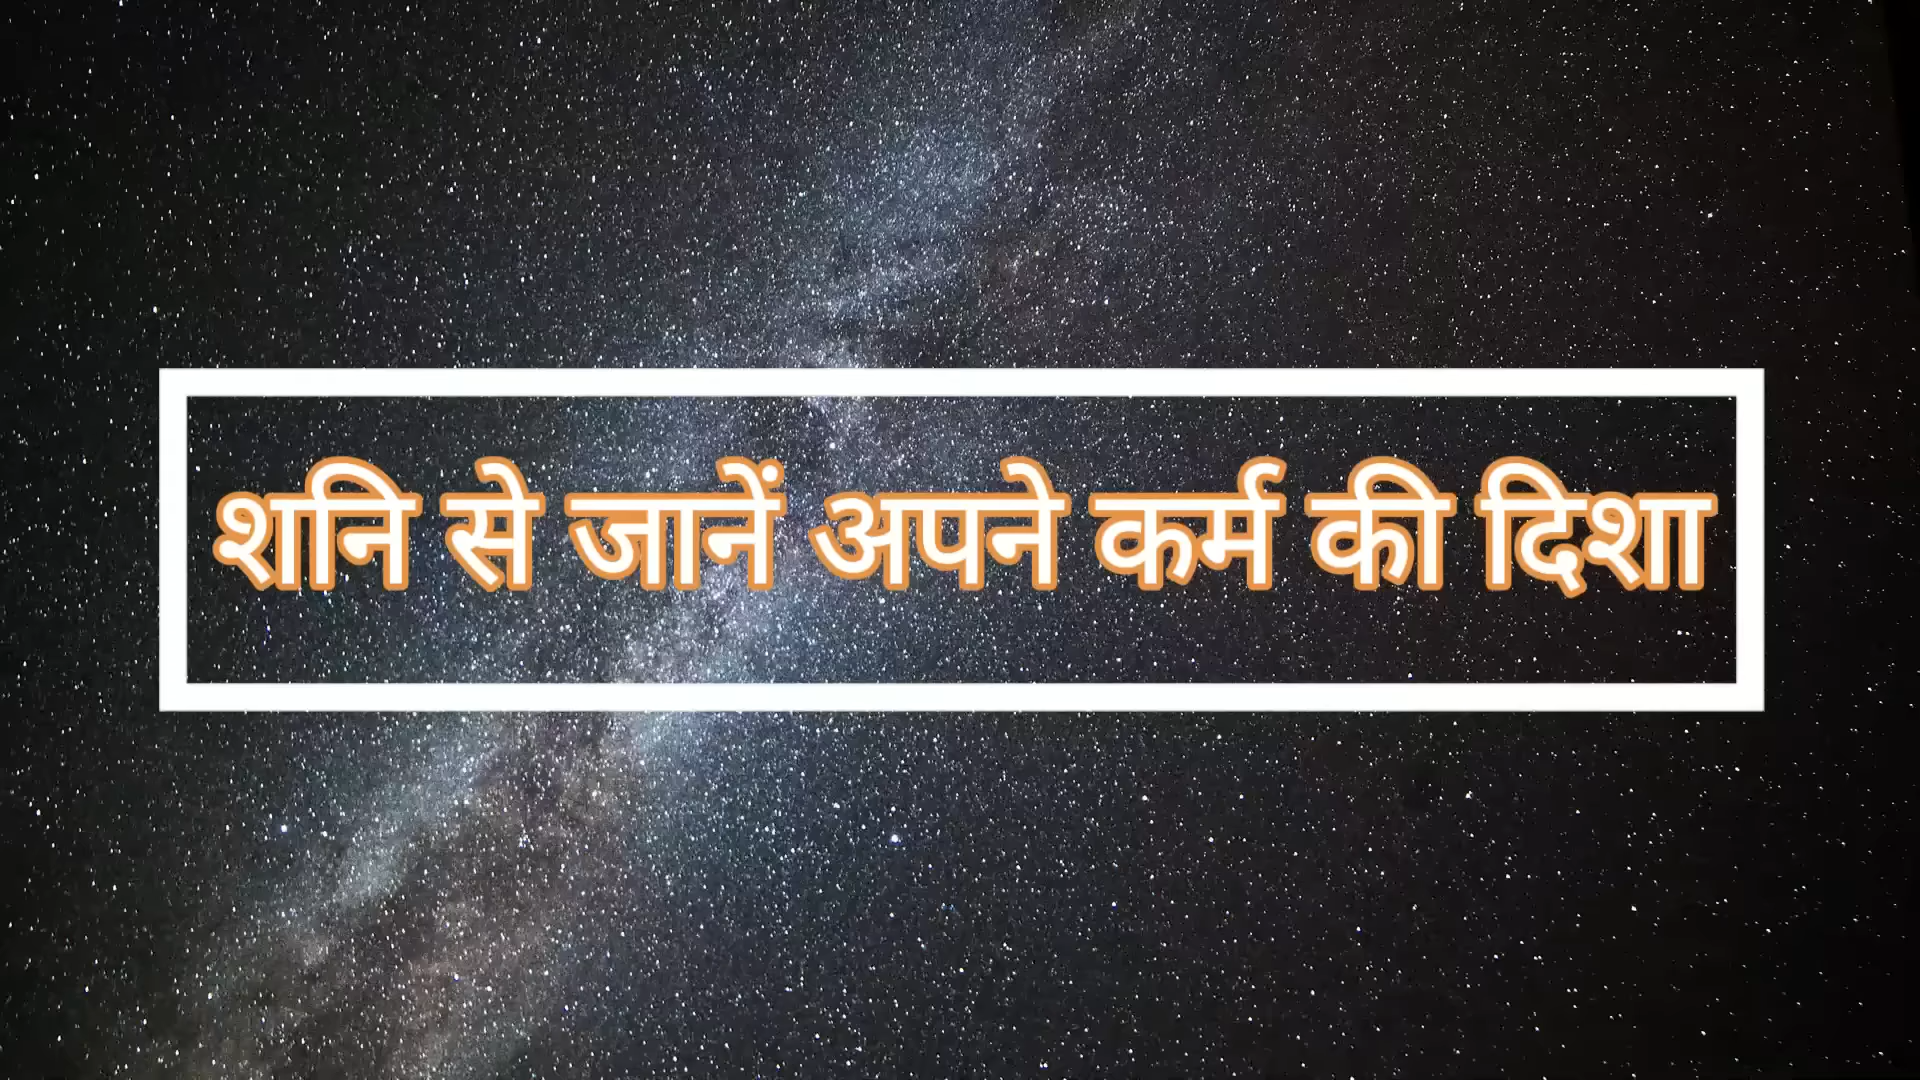 शनि से जानें अपने कर्म की दिशा